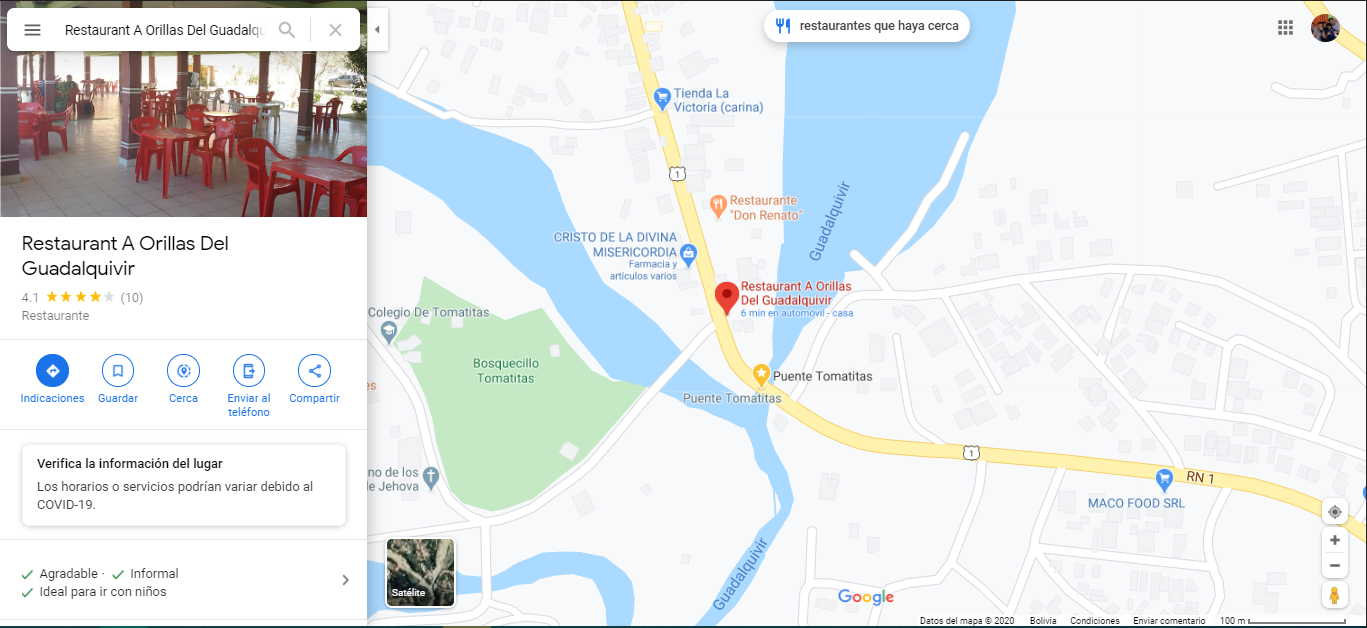 Restaurant A Orillas Del Guadalqu
Restaurant A Orillas Del
Guadalquivir
4.1 ★★★★★ (10)
Restaurante
Indicaciones
Guardar
Cerca
Enviar al
teléfono
Compartir
Verifica la información del lugar
Los horarios o servicios podrían variar debido al
COVID-19.
Agradable ·
Informal
Ideal para ir con niños
restaurantes que haya cerca
Tienda La
Victoria (carina)
1
Restaurante
"Don Renato"
Guadalquivir
CRISTO DE LA DIVINA
MISERICORDIA
Farmacia y
artículos varios
Restaurant A Orillas
Del Guadalquivir
6 min en automóvil - casa
Colegio De Tomatitas
Bosquecillo
Tomatitas
es
Puente Tomatitas
Puente Tomatitas
1
RN 1
no de los
de Jehova
MACO FOOD SRL
Guadalquivir
Satélite
Google
Datos del mapa © 2020 Bolivia Condiciones Enviar comentario 100 m